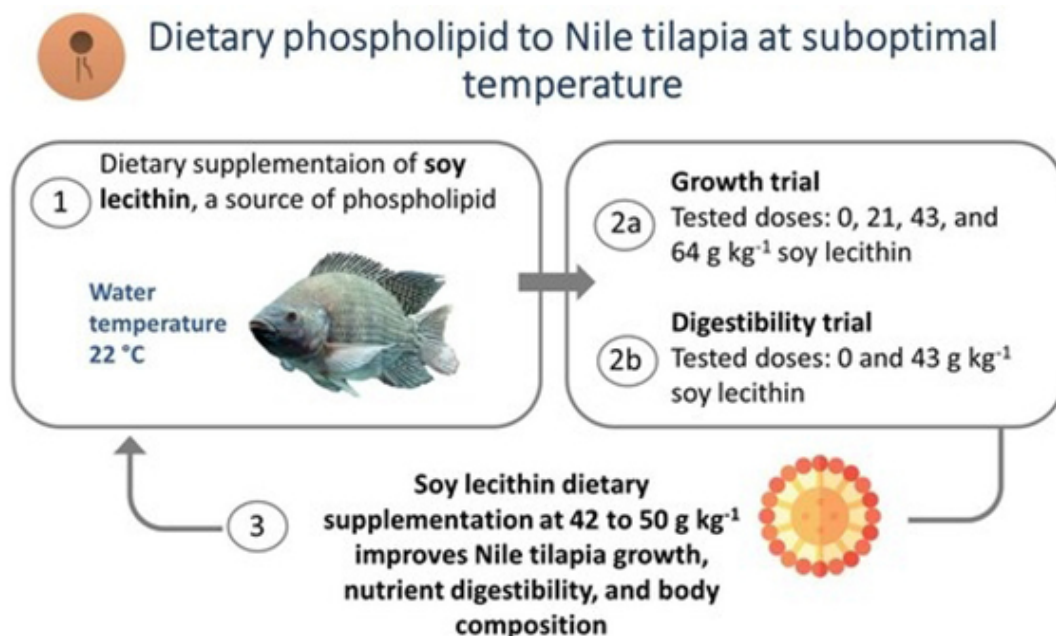 Dietary phospholipid to Nile tilapia at suboptimal
temperature
1
Dietary supplementaion of soy
lecithin, a source of phospholipid
Water
temperature
22 °C
2a
Growth trial
Tested doses: 0, 21, 43, and
64 g kg⁻¹ soy lecithin
2b
Digestibility trial
Tested doses: 0 and 43 g kg⁻¹
soy lecithin
3
Soy lecithin dietary
supplementation at 42 to 50 g kg⁻¹
improves Nile tilapia growth,
nutrient digestibility, and body
composition